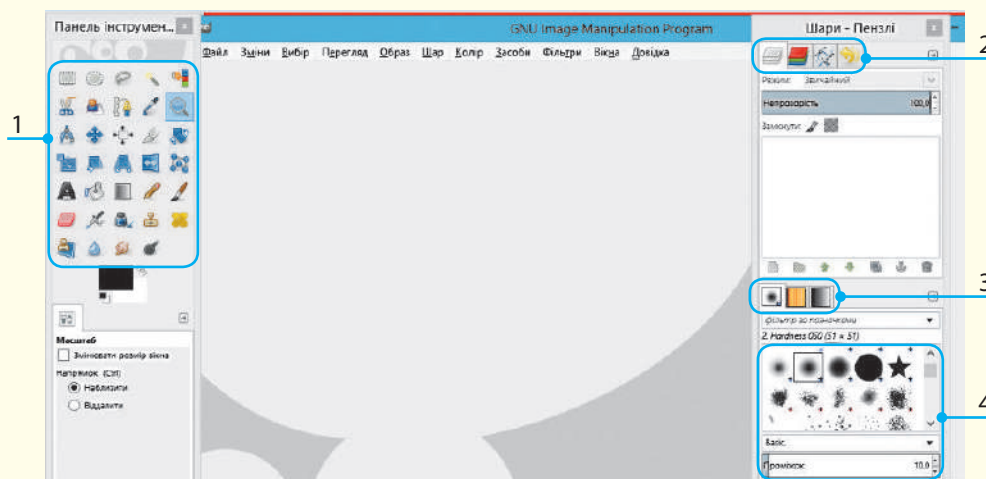 Панель інструмен...
GNU Image Manipulation Program
Шари – Пензлі
Файл Зміни Вибір Перегляд Образ Шар Колір Засоби Фільтри Вікна Довідка
1
2
Режим: Звичайний
Непрозорість 100,0
Замкнути:
3
фільтр за позначками
2. Hardness 050 (51 × 51)
Масштаб
Змінювати розмір вікна
Напрямок (Ctrl)
Наблизити
Віддалити
4
Basic,
Проміжок 10,0